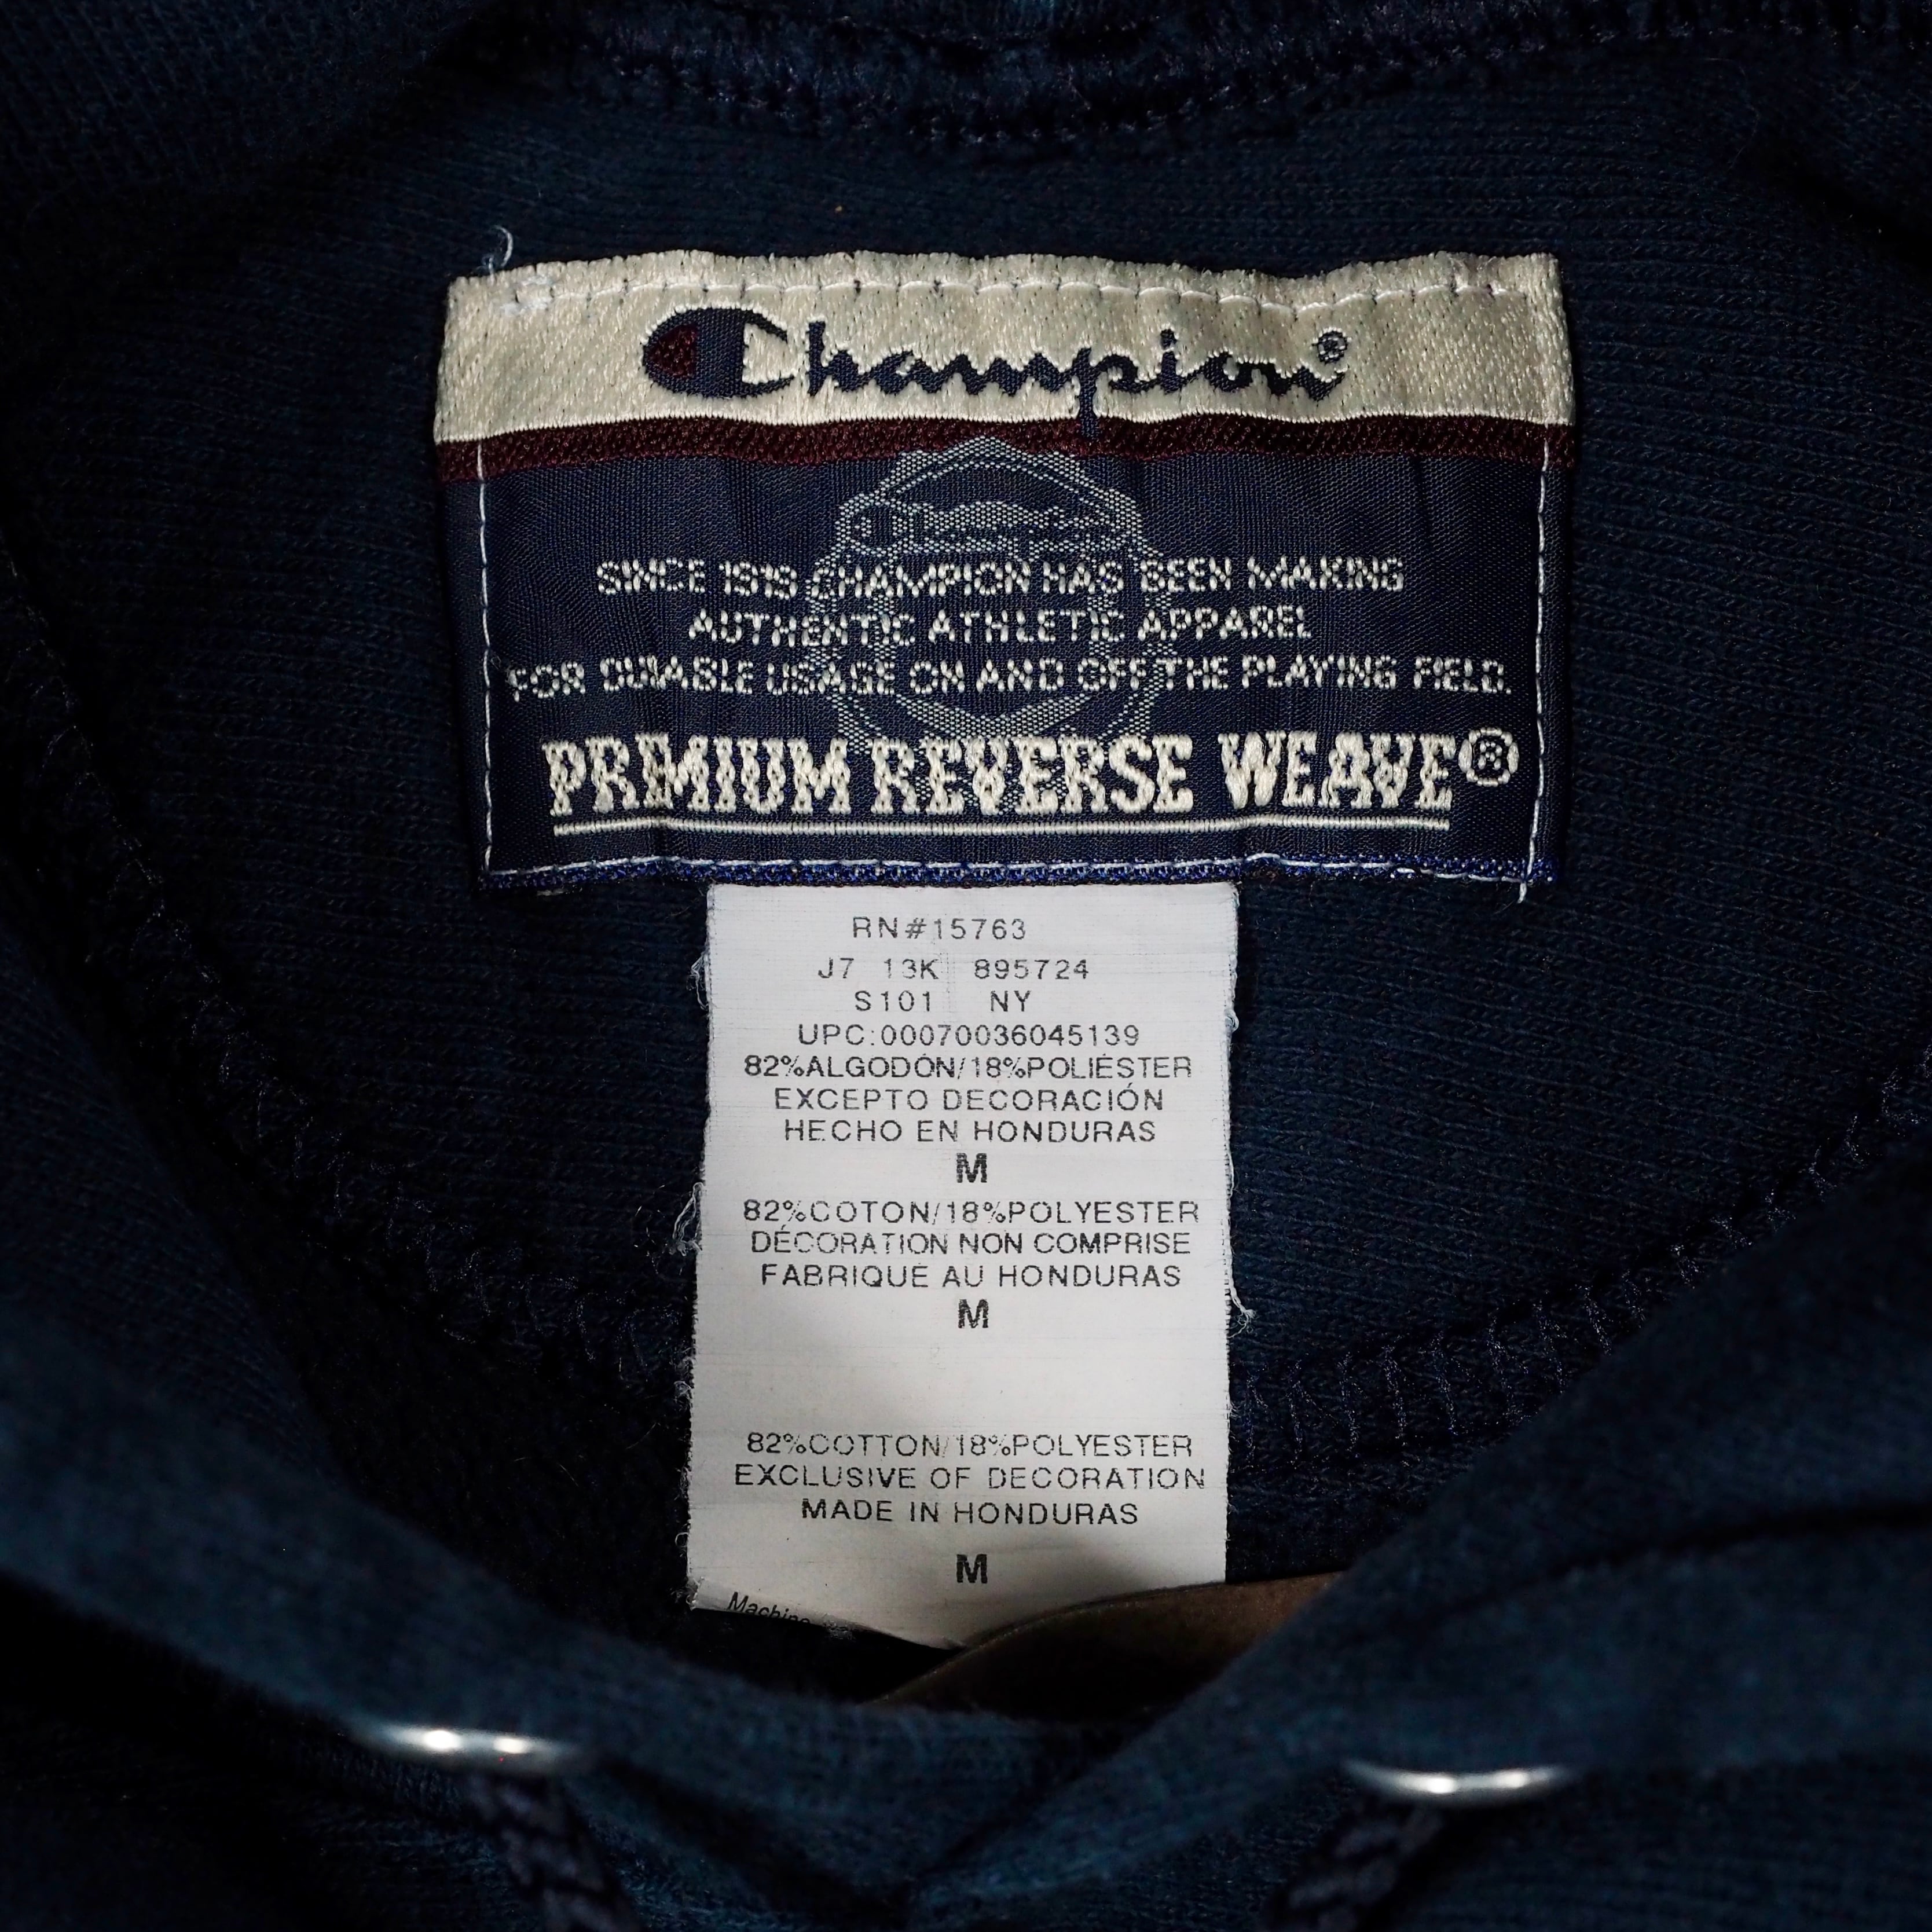 Champion®
Champion
SINCE 1919 CHAMPION HAS BEEN MAKING
AUTHENTIC ATHLETIC APPAREL
FOR DURABLE USAGE ON AND OFF THE PLAYING FIELD.
PREMIUM REVERSE WEAVE®
RN#15763
J7 13K 895724
S101 NY
UPC:00070036045139
82%ALGODÓN/18%POLIÉSTER
EXCEPTO DECORACIÓN
HECHO EN HONDURAS
M
82%COTON/18%POLYESTER
DÉCORATION NON COMPRISE
FABRIQUÉ AU HONDURAS
M
82%COTTON/18%POLYESTER
EXCLUSIVE OF DECORATION
MADE IN HONDURAS
M
Machine